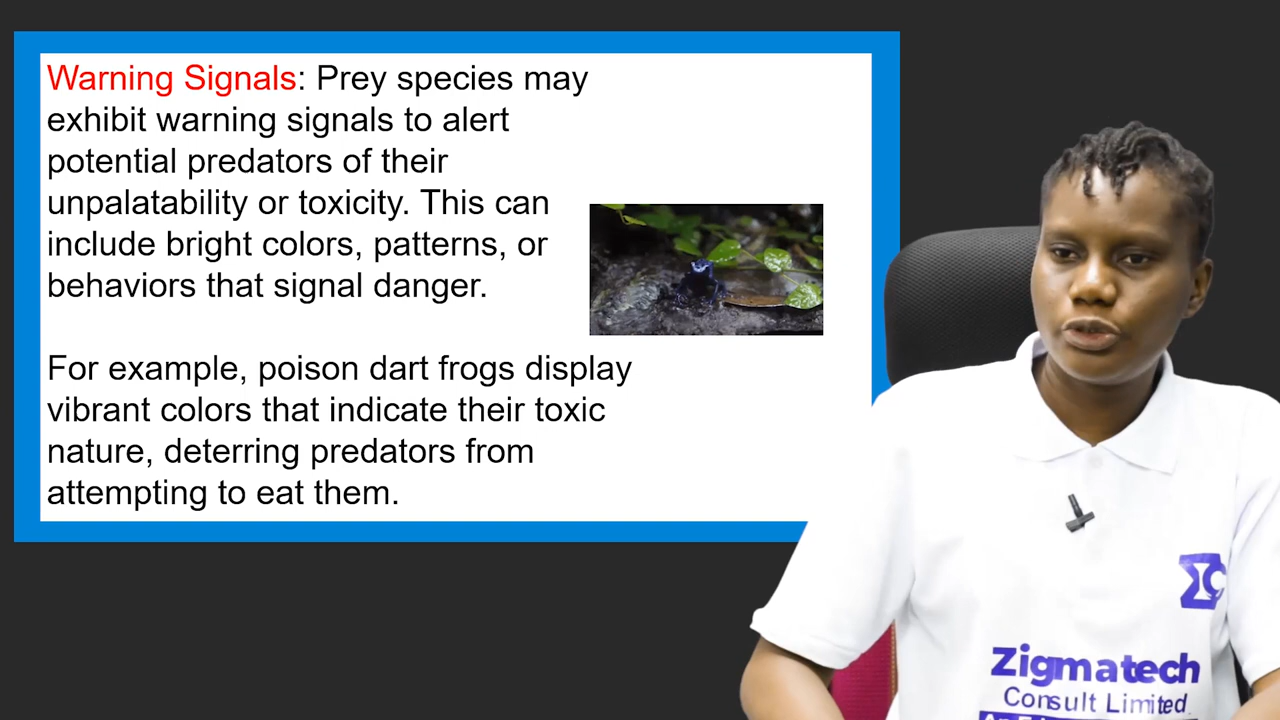 Warning Signals: Prey species may
exhibit warning signals to alert
potential predators of their
unpalatability or toxicity. This can
include bright colors, patterns, or
behaviors that signal danger.
For example, poison dart frogs display
vibrant colors that indicate their toxic
nature, deterring predators from
attempting to eat them.
Zigmatech
Consult Limited